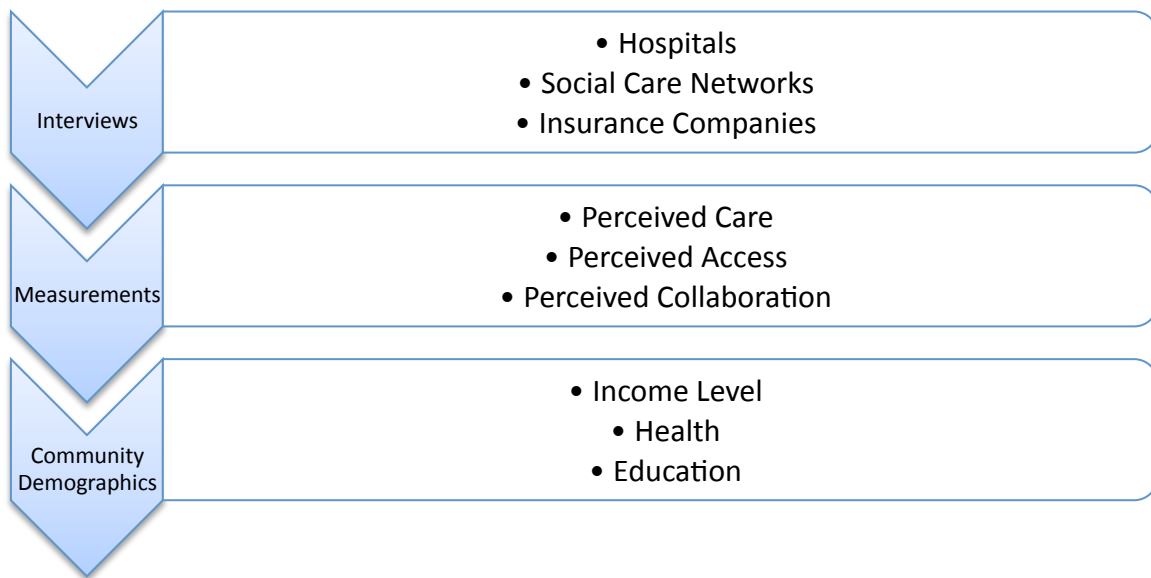 Interviews
• Hospitals
• Social Care Networks
• Insurance Companies
Measurements
• Perceived Care
• Perceived Access
• Perceived Collaboration
Community
Demographics
• Income Level
• Health
• Education